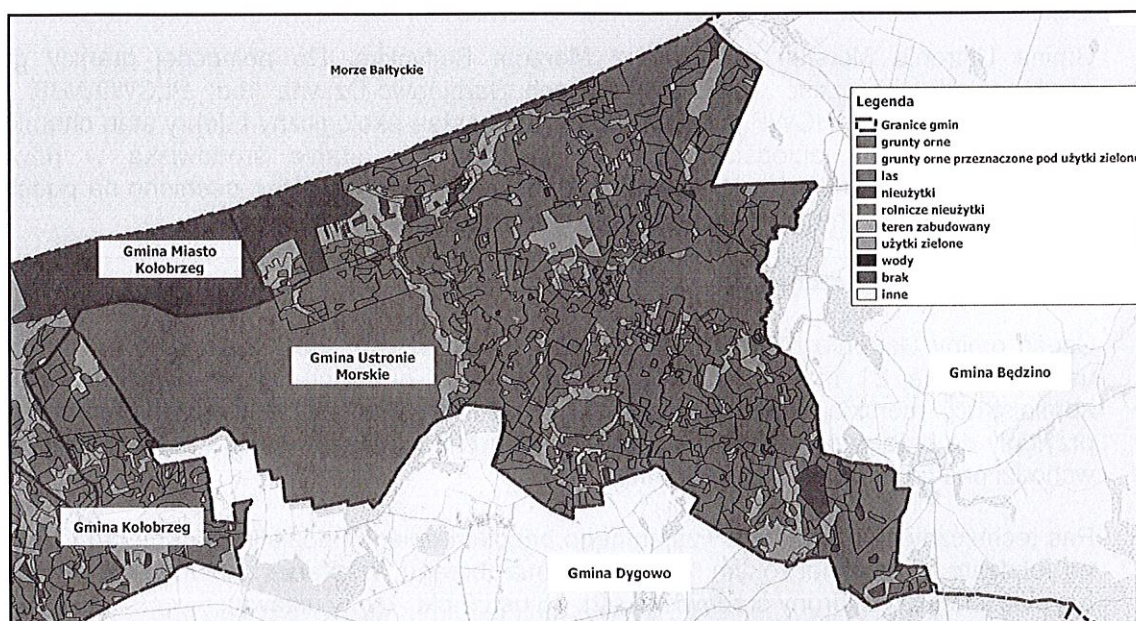 Morze Bałtyckie
Legenda
Granice gmin
grunty orne
grunty orne przeznaczone pod użytki zielone
las
nieużytki
rolnicze nieużytki
teren zabudowany
użytki zielone
wody
brak
inne
Gmina Miasto
Kołobrzeg
Gmina Ustronie
Morskie
Gmina Będzino
Gmina Kołobrzeg
Gmina Dygowo